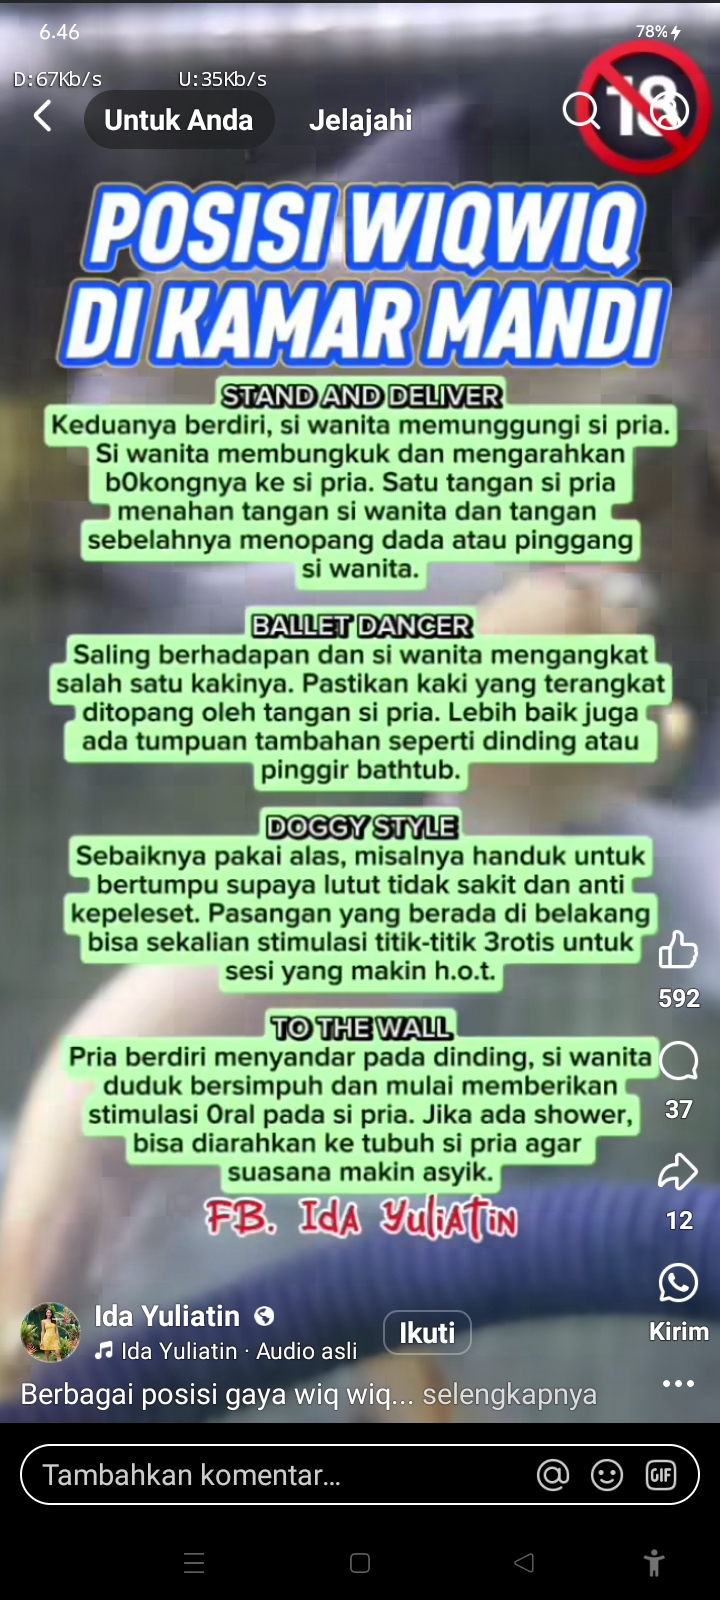 6.46
78%
D:67Kb/s U:35Kb/s
18
Untuk Anda Jelajahi
POSISI WIQWIQ
DI KAMAR MANDI
STAND AND DELIVER
Keduanya berdiri, si wanita memunggungi si pria.
Si wanita membungkuk dan mengarahkan
b0kongnya ke si pria. Satu tangan si pria
menahan tangan si wanita dan tangan
sebelahnya menopang dada atau pinggang
si wanita.
BALLET DANCER
Saling berhadapan dan si wanita mengangkat
salah satu kakinya. Pastikan kaki yang terangkat
ditopang oleh tangan si pria. Lebih baik juga
ada tumpuan tambahan seperti dinding atau
pinggir bathtub.
DOGGY STYLE
Sebaiknya pakai alas, misalnya handuk untuk
bertumpu supaya lutut tidak sakit dan anti
kepeleset. Pasangan yang berada di belakang
bisa sekalian stimulasi titik-titik 3rotis untuk
sesi yang makin h.o.t.
TO THE WALL
Pria berdiri menyandar pada dinding, si wanita
duduk bersimpuh dan mulai memberikan
stimulasi 0ral pada si pria. Jika ada shower,
bisa diarahkan ke tubuh si pria agar
suasana makin asyik.
FB. IdA YuliAtiN
592
37
12
Kirim
Ida Yuliatin
Ikuti
Ida Yuliatin · Audio asli
Berbagai posisi gaya wiq wiq... selengkapnya
Tambahkan komentar...
GIF